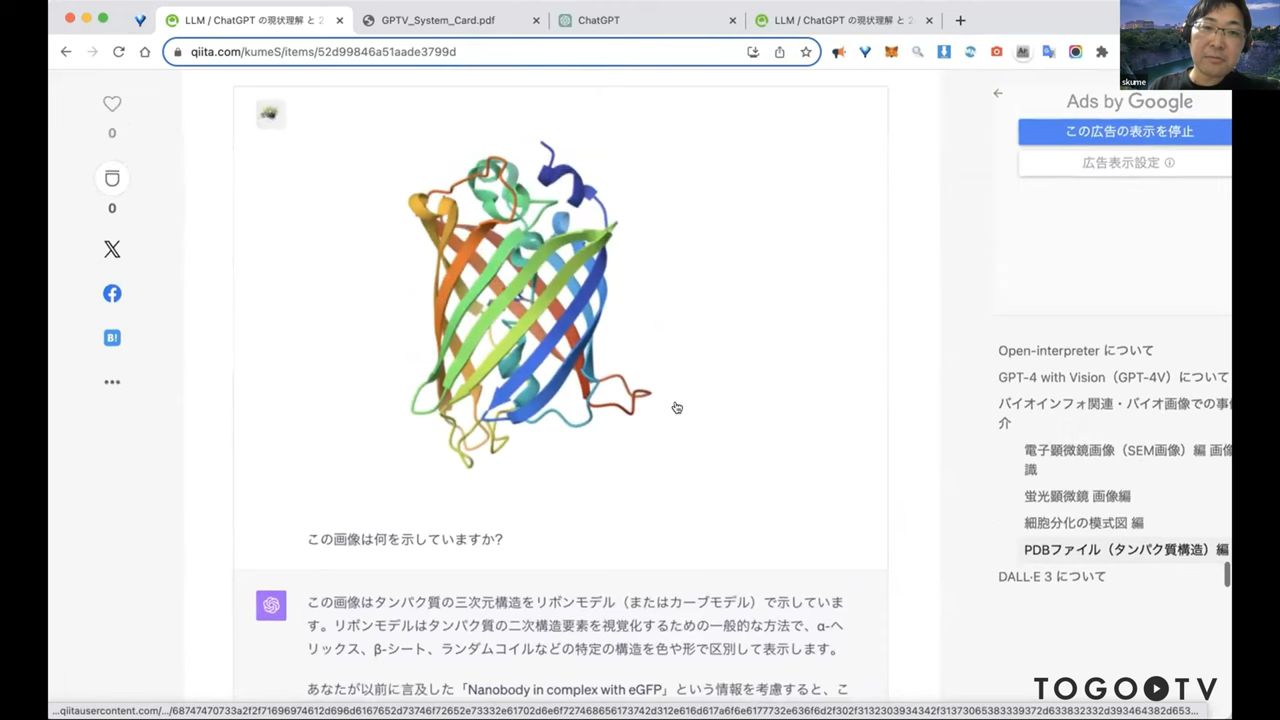 LLM / ChatGPT の現状理解 と 2
GPTV_System_Card.pdf
ChatGPT
LLM / ChatGPT の現状理解 と 2
qiita.com/kumeS/items/52d99846a51aade3799d
skume
0
0
B!
この画像は何を示していますか?
この画像はタンパク質の三次元構造をリボンモデル（またはカーブモデル）で示していま
す。リボンモデルはタンパク質の二次構造要素を視覚化するための一般的な方法で、α-ヘ
リックス、β-シート、ランダムコイルなどの特定の構造を色や形で区別して表示します。
あなたが以前に言及した「Nanobody in complex with eGFP」という情報を考慮すると、こ
Ads by Google
この広告の表示を停止
広告表示設定
Open-interpreter について
GPT-4 with Vision（GPT-4V）について
バイオインフォ関連・バイオ画像での事例
介
電子顕微鏡画像（SEM画像）編 画像
識
蛍光顕微鏡 画像編
細胞分化の模式図 編
PDBファイル（タンパク質構造）編
DALL·E 3 について
TOGO TV